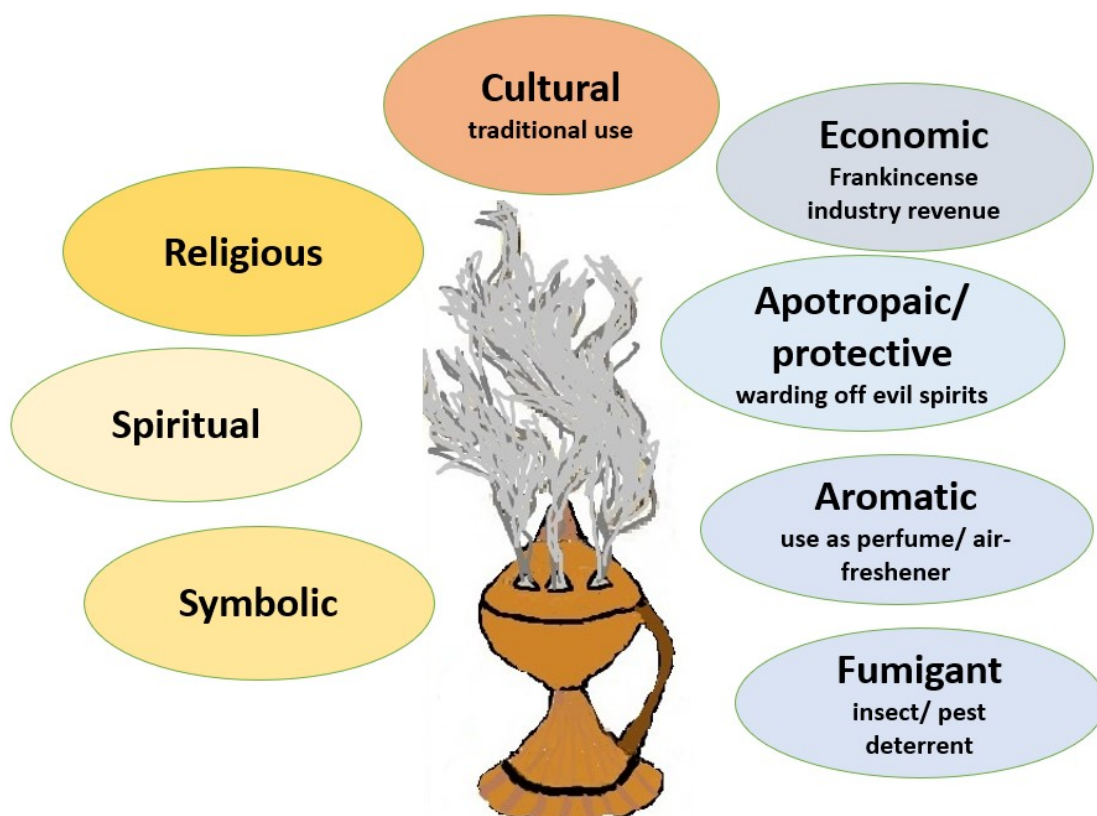 Cultural
traditional use
Economic
Frankincense
industry revenue
Religious
Apotropaic/
protective
warding off evil spirits
Spiritual
Aromatic
use as perfume/ air-
freshener
Symbolic
Fumigant
insect/ pest
deterrent